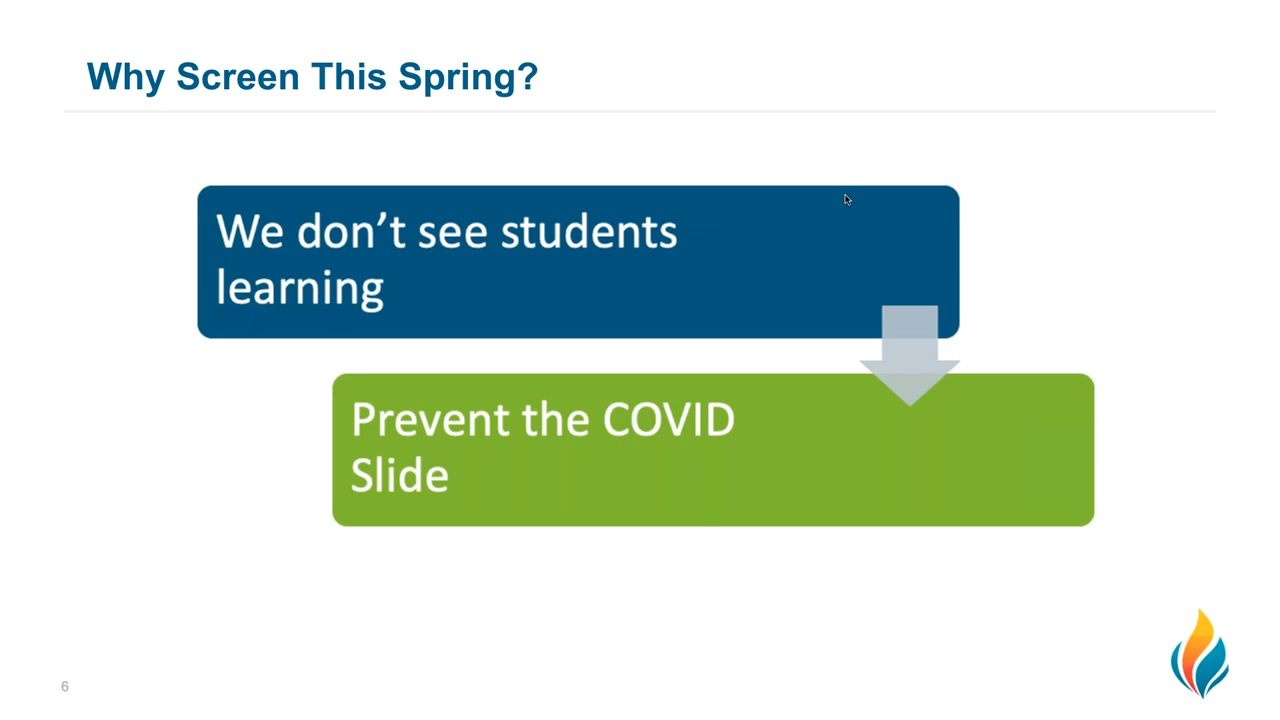 Why Screen This Spring?
We don’t see students
learning
Prevent the COVID
Slide
6